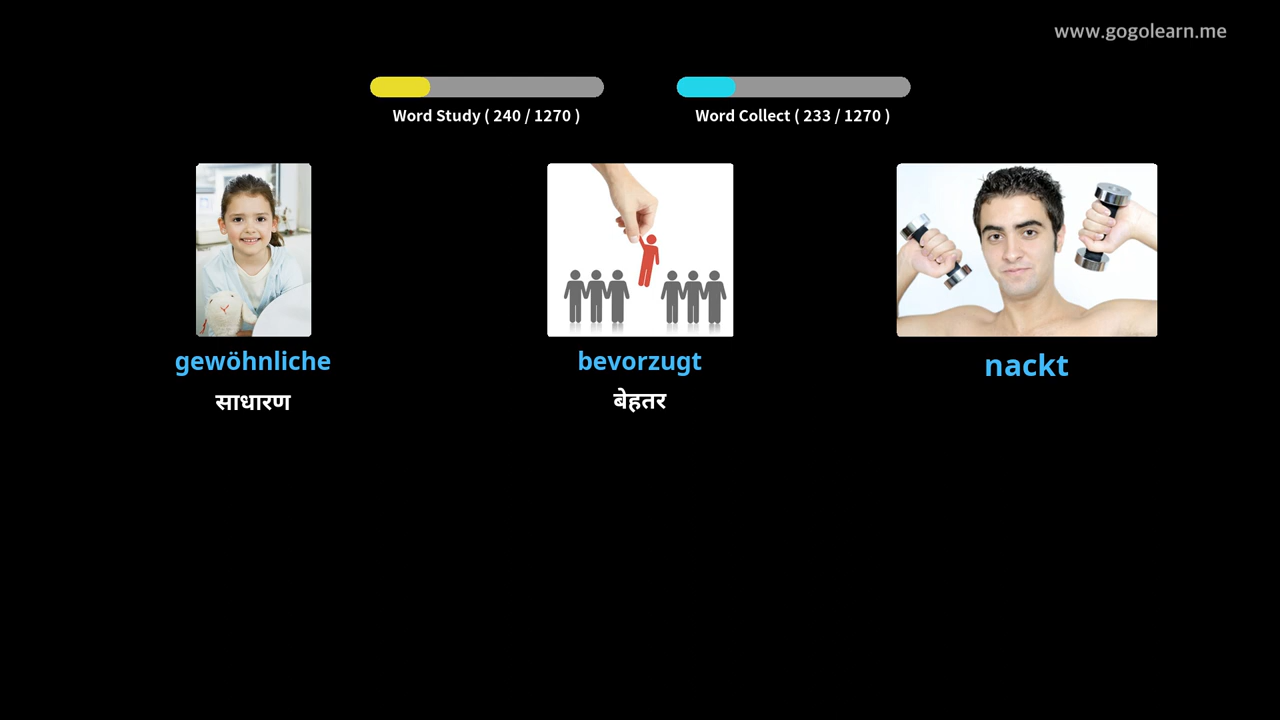 www.gogolearn.me
Word Study ( 240 / 1270 )
Word Collect ( 233 / 1270 )
gewöhnliche
साधारण
bevorzugt
बेहतर
nackt